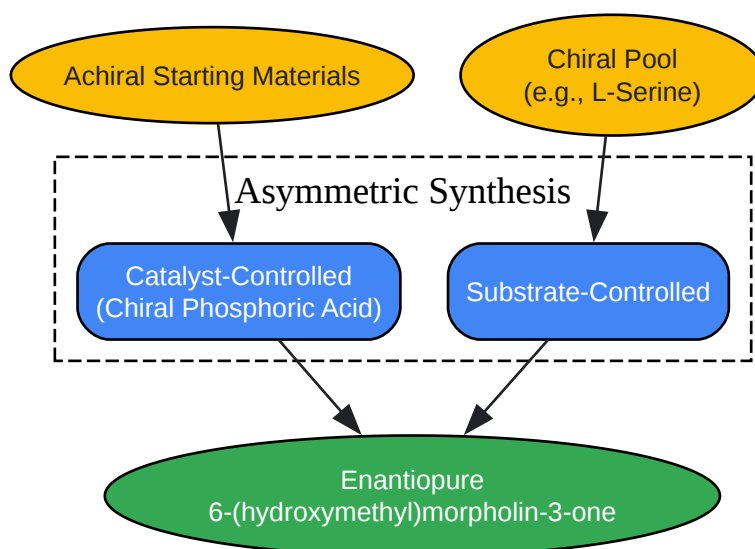 Achiral Starting Materials
Chiral Pool
(e.g., L-Serine)
Asymmetric Synthesis
Catalyst-Controlled
(Chiral Phosphoric Acid)
Substrate-Controlled
Enantiopure
6-(hydroxymethyl)morpholin-3-one